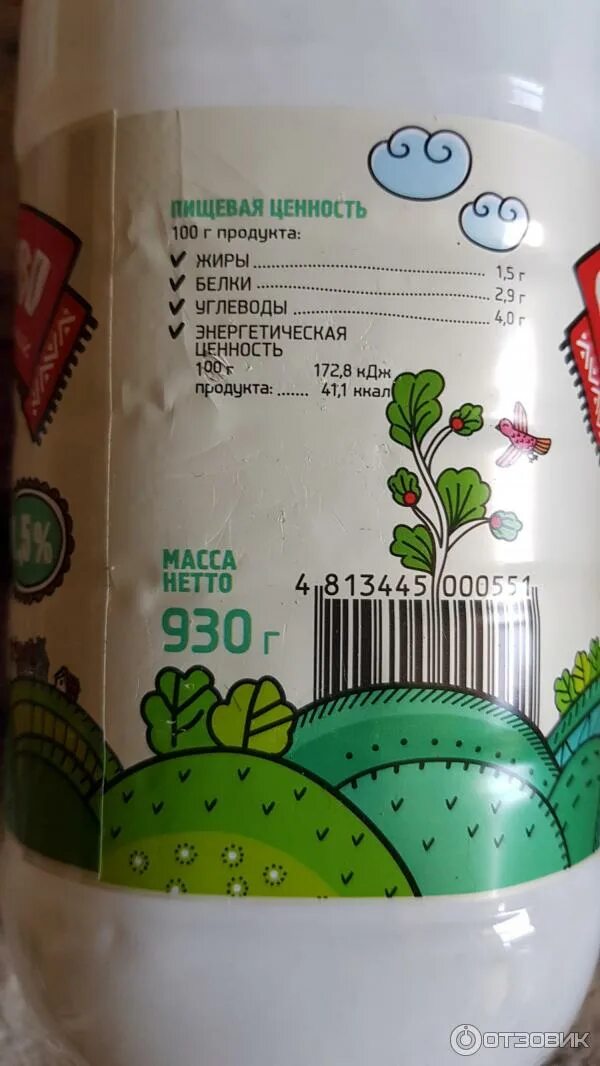 ПИЩЕВАЯ ЦЕННОСТЬ
100 г продукта:
✔ ЖИРЫ ........ 1,5 г
✔ БЕЛКИ ........ 2,9 г
✔ УГЛЕВОДЫ ........ 4,0 г
✔ ЭНЕРГЕТИЧЕСКАЯ
ЦЕННОСТЬ
100 г 172,8 кДж
продукта: ...... 41,1 ккал
,5%
МАССА
НЕТТО
930 г
4 813445 000551
ОТЗОВИК